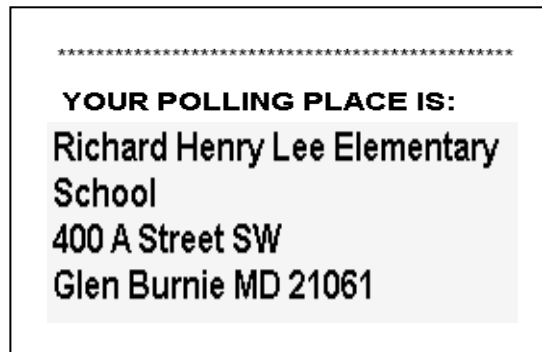 ************************************************
YOUR POLLING PLACE IS:
Richard Henry Lee Elementary
School
400 A Street SW
Glen Burnie MD 21061